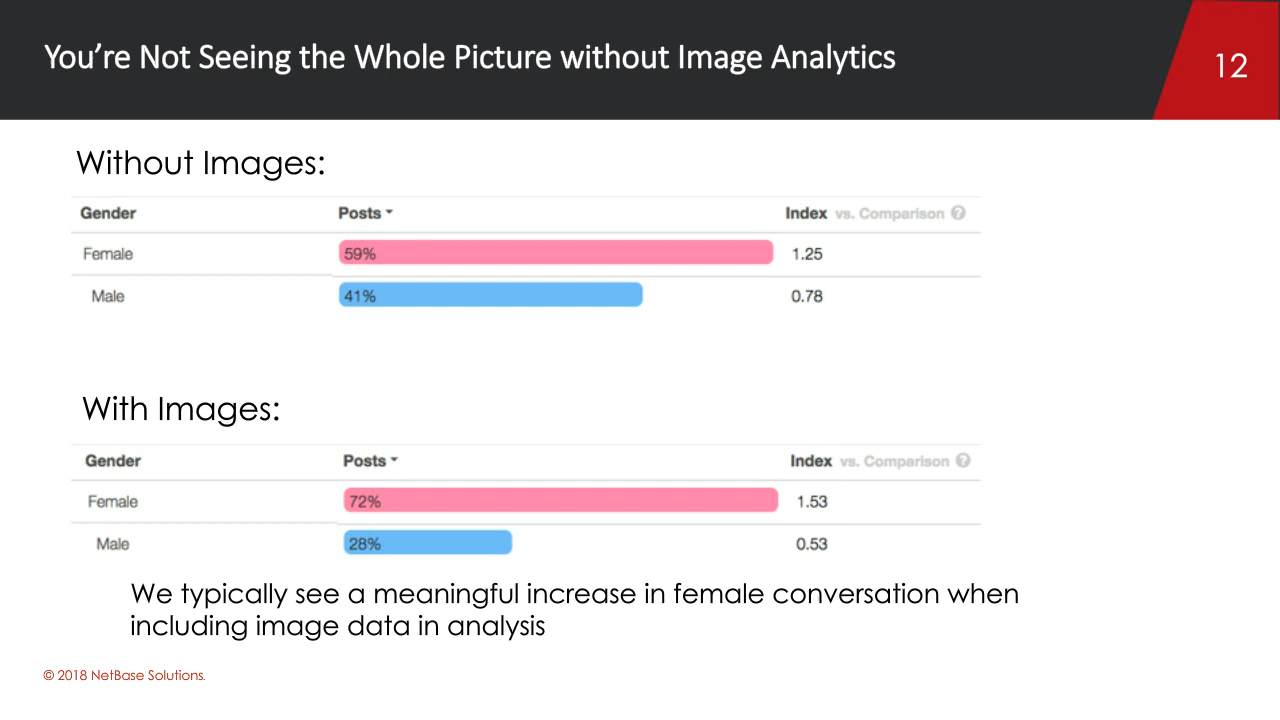 You're Not Seeing the Whole Picture without Image Analytics
12
Without Images:
Gender Posts Index vs. Comparison ?
Female 59% 1.25
Male 41% 0.78
With Images:
Gender Posts Index vs. Comparison ?
Female 72% 1.53
Male 28% 0.53
We typically see a meaningful increase in female conversation when
including image data in analysis
© 2018 NetBase Solutions.